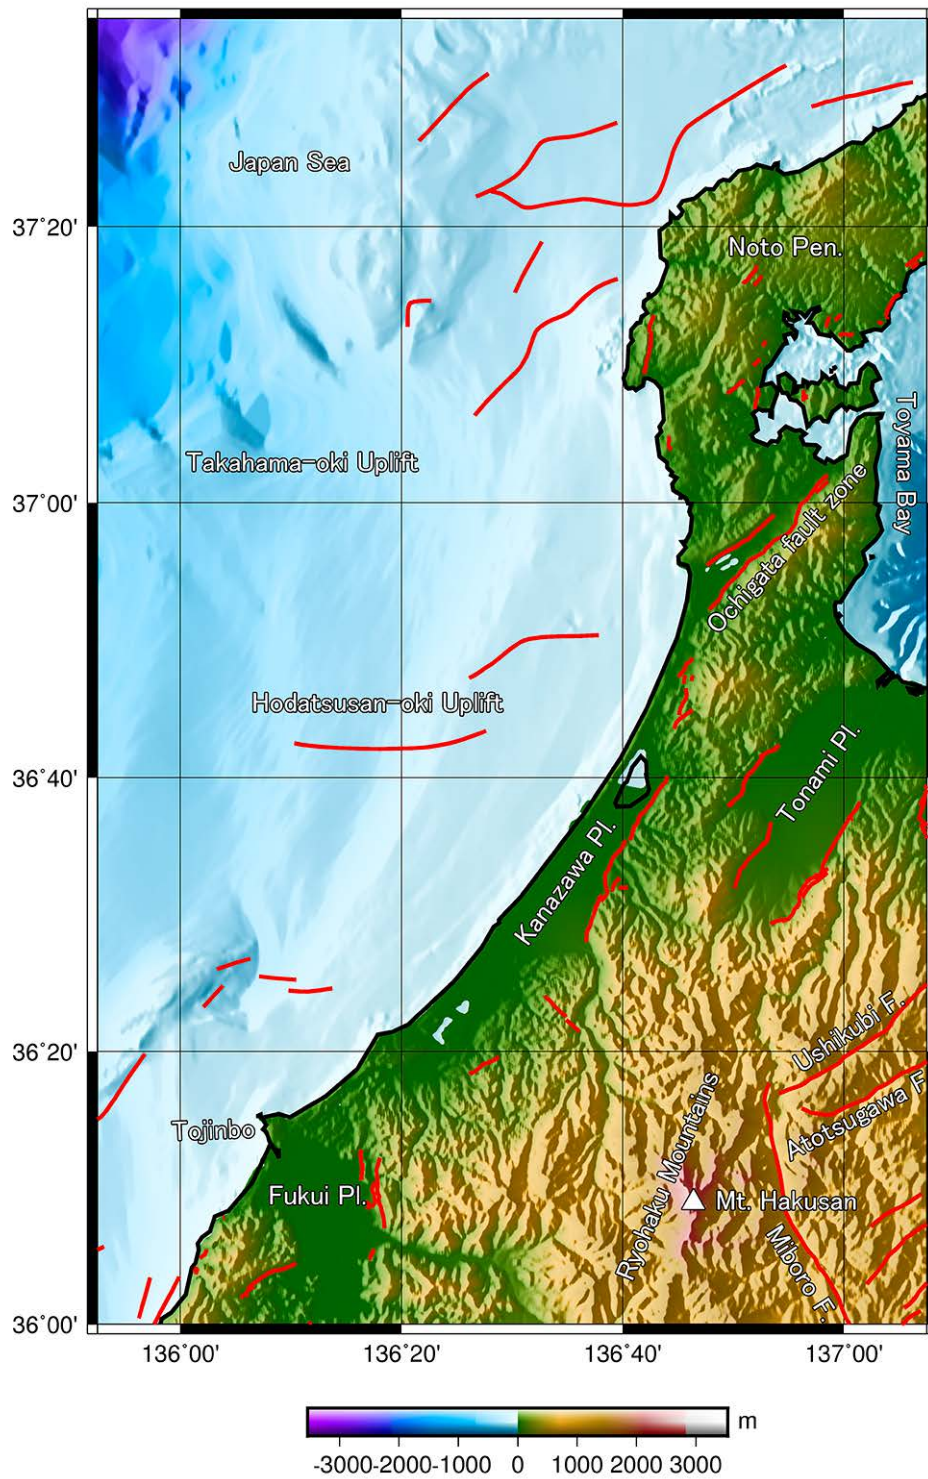 Japan Sea
37°20'
Noto Pen.
Toyama Bay
Takahama-oki Uplift
37°00'
Ochigata fault zone
Hodatsusan-oki Uplift
Tonami Pl.
36°40'
Kanazawa Pl.
Ushikubi F.
36°20'
Atotsugawa F
Tojinbo
Ryohaku Mountains
Fukui Pl.
Mt. Hakusan
Miboro F.
36°00'
136°00' 136°20' 136°40' 137°00'
m
-3000 -2000 -1000 0 1000 2000 3000